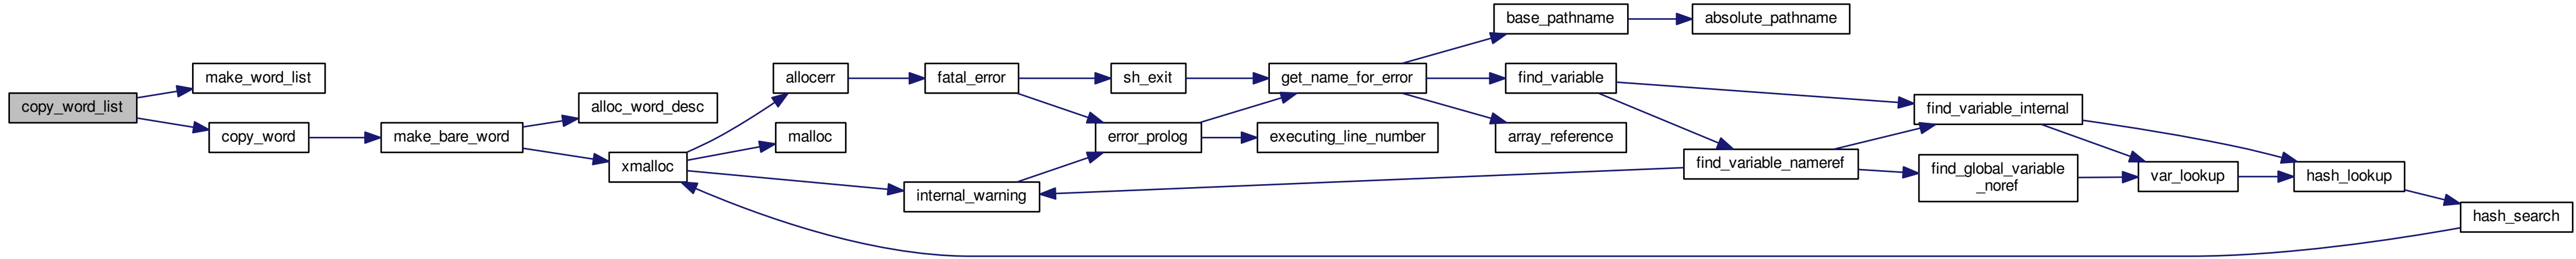 copy_word_list
make_word_list
copy_word
make_bare_word
alloc_word_desc
xmalloc
allocerr
malloc
internal_warning
fatal_error
sh_exit
error_prolog
get_name_for_error
executing_line_number
base_pathname
absolute_pathname
find_variable
array_reference
find_variable_nameref
find_variable_internal
find_global_variable
_noref
var_lookup
hash_lookup
hash_search